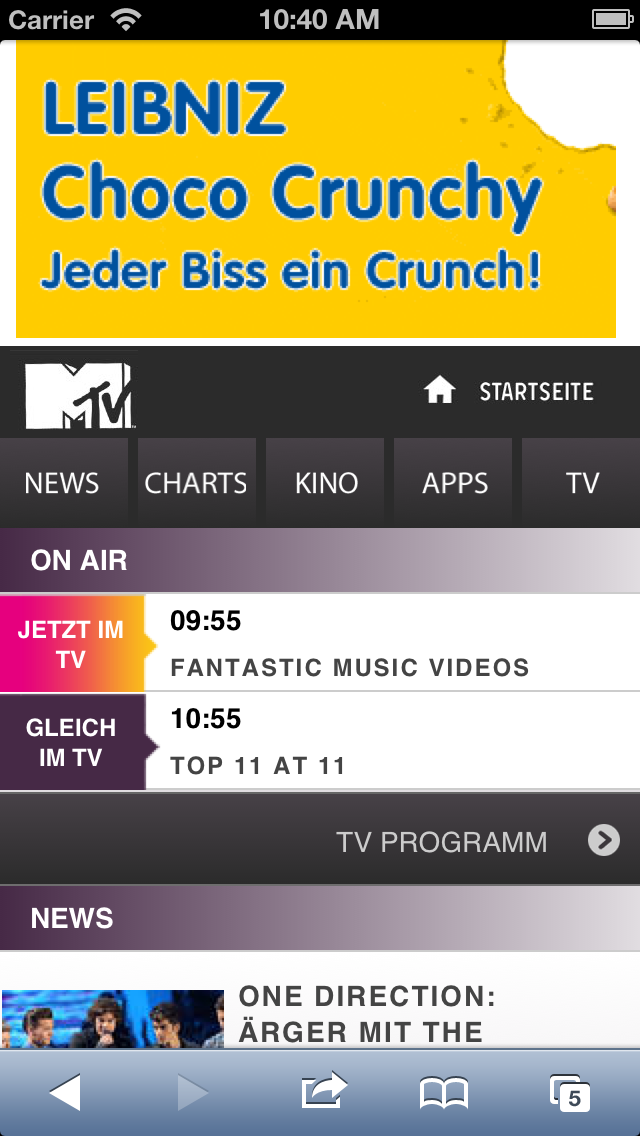 Carrier 10:40 AM
LEIBNIZ
Choco Crunchy
Jeder Biss ein Crunch!
MTV STARTSEITE
NEWS CHARTS KINO APPS TV
ON AIR
JETZT IM
TV
09:55
FANTASTIC MUSIC VIDEOS
GLEICH
IM TV
10:55
TOP 11 AT 11
TV PROGRAMM
NEWS
ONE DIRECTION:
ÄRGER MIT THE
5